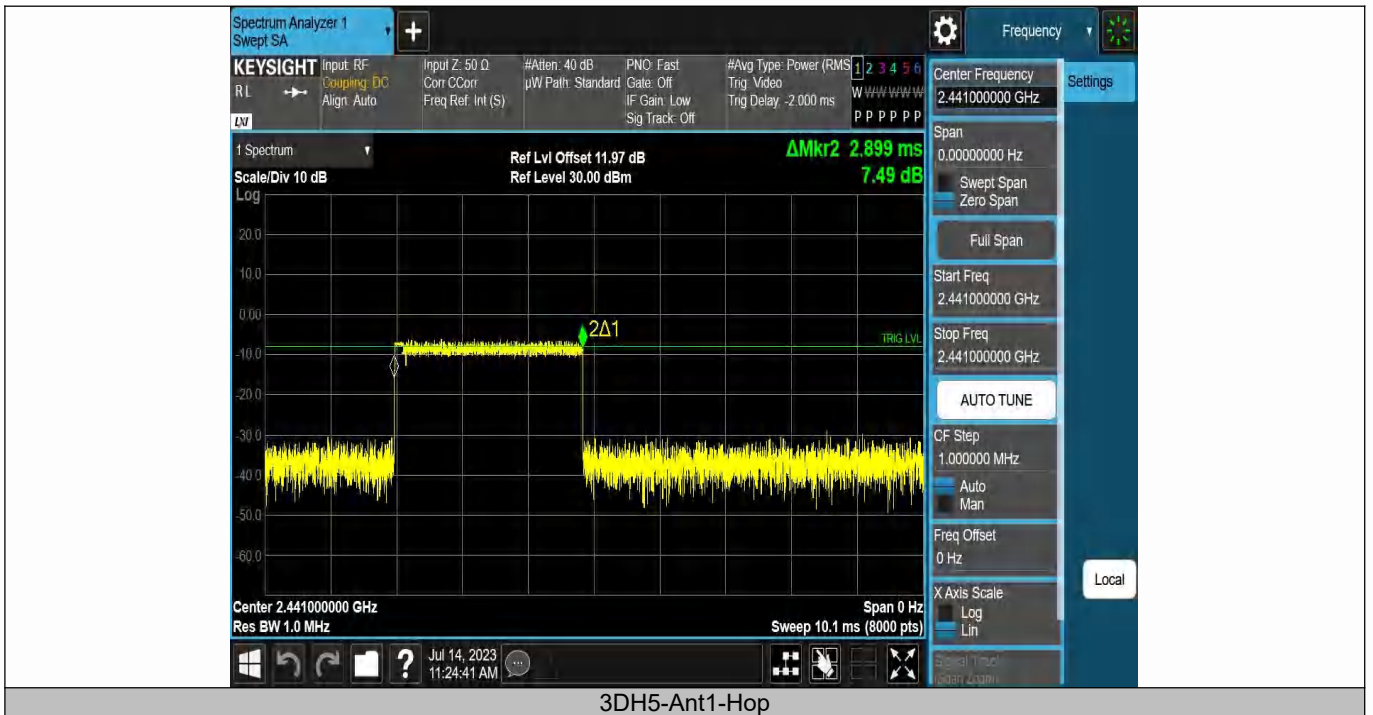 Spectrum Analyzer 1
Swept SA
Frequency
KEYSIGHT
RL
LXI
Input: RF
Coupling: DC
Align: Auto
Input Z: 50 Ω
Corr CCorr
Freq Ref: Int (S)
#Atten: 40 dB
µW Path: Standard
PNO: Fast
Gate: Off
IF Gain: Low
Sig Track: Off
#Avg Type: Power (RMS
Trig: Video
Trig Delay: -2.000 ms
1 2 3 4 5 6
W W W W W W
P P P P P P
1 Spectrum
Scale/Div 10 dB
Log
Ref Lvl Offset 11.97 dB
Ref Level 30.00 dBm
ΔMkr2 2.899 ms
7.49 dB
20.0
10.0
0.00
-10.0
-20.0
-30.0
-40.0
-50.0
-60.0
2Δ1
TRIG LVL
Center 2.441000000 GHz
Res BW 1.0 MHz
Span 0 Hz
Sweep 10.1 ms (8000 pts)
Jul 14, 2023
11:24:41 AM
Center Frequency
2.441000000 GHz
Settings
Span
0.00000000 Hz
Swept Span
Zero Span
Full Span
Start Freq
2.441000000 GHz
Stop Freq
2.441000000 GHz
AUTO TUNE
CF Step
1.000000 MHz
Auto
Man
Freq Offset
0 Hz
X Axis Scale
Log
Lin
Local
Signal Track
(Span Zoom)
3DH5-Ant1-Hop